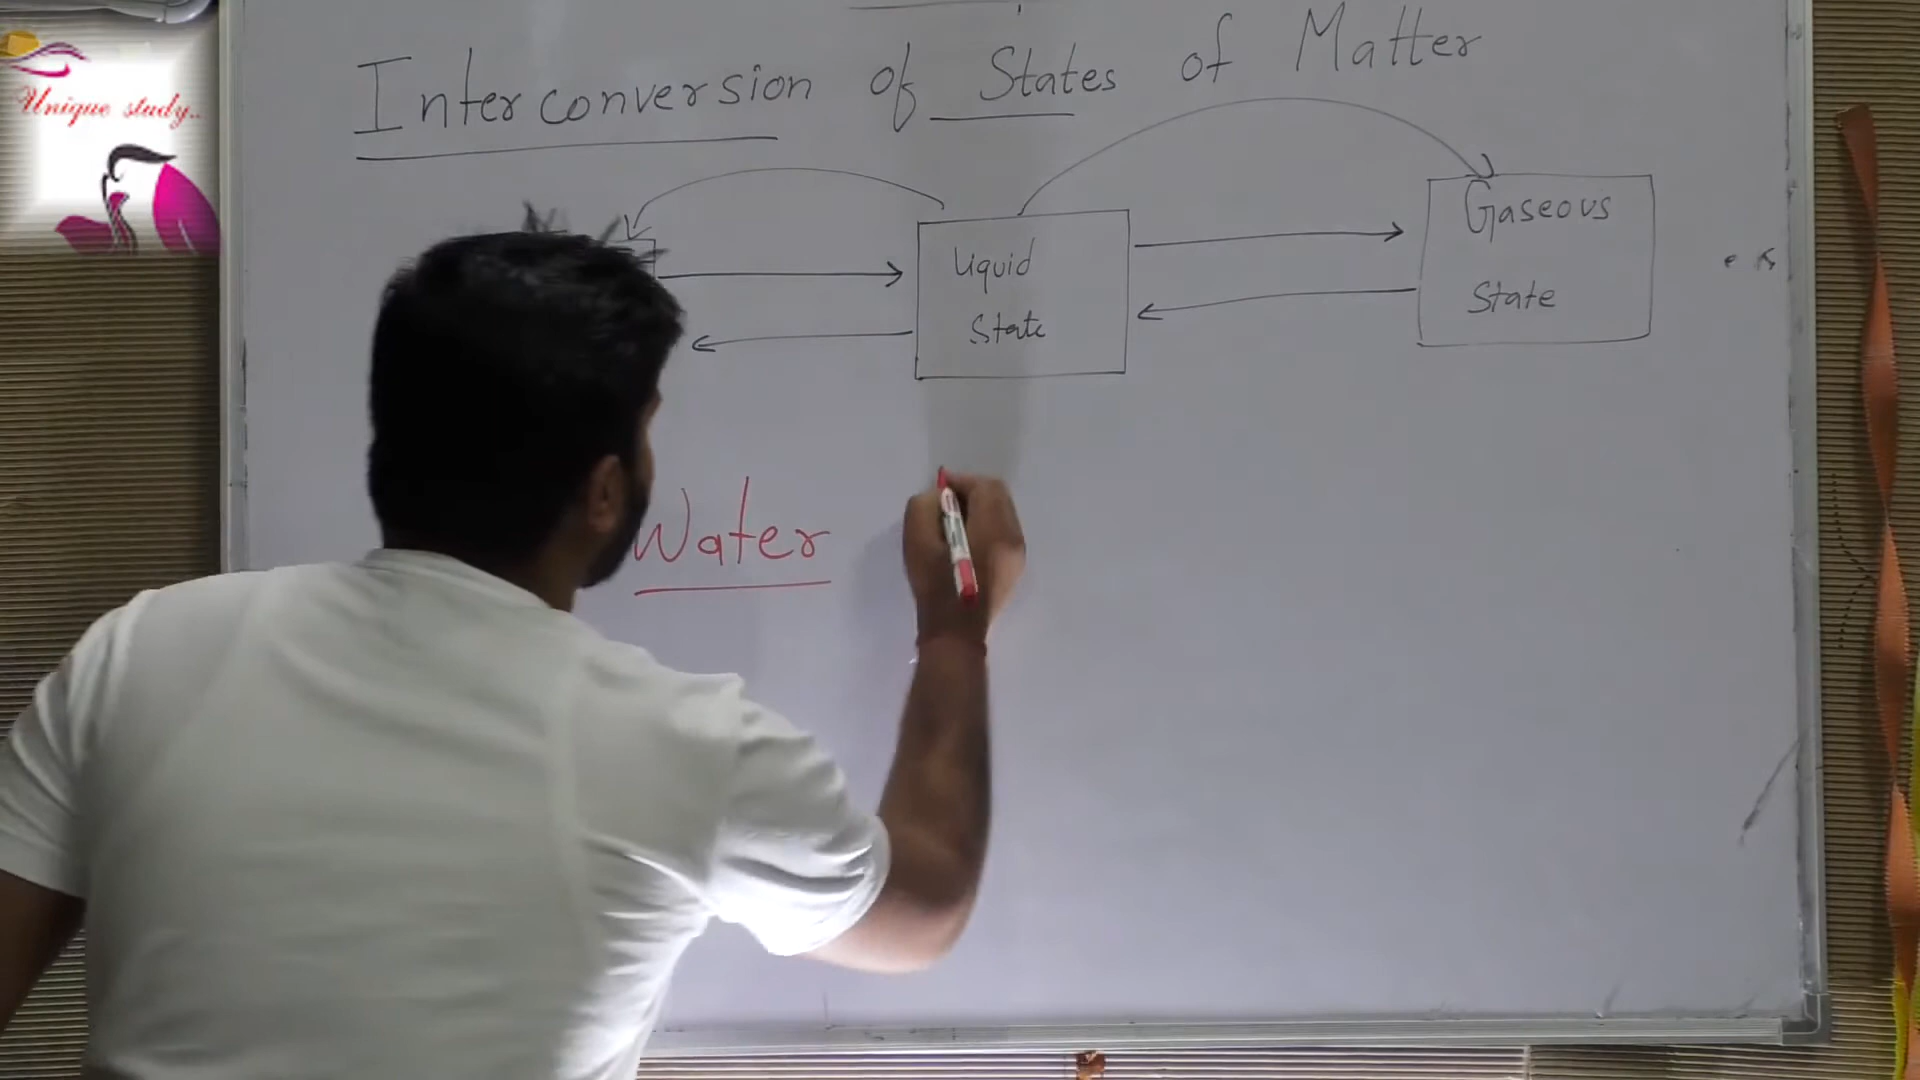 Unique study..
Interconversion of States of Matter
Liquid
State
Gaseous
State
Water